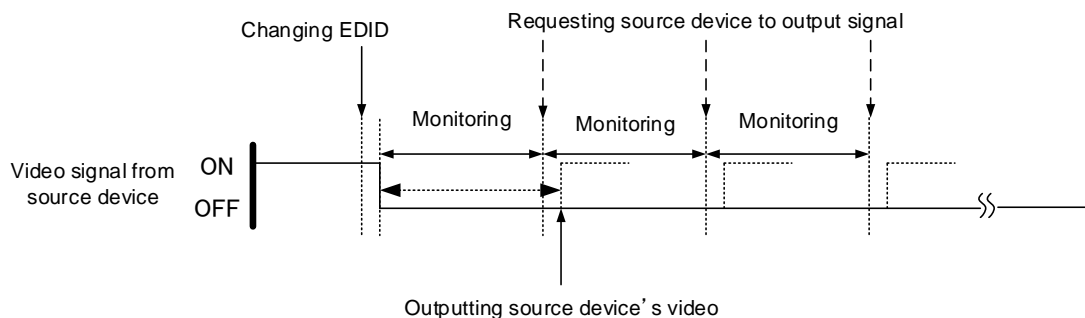 Requesting source device to output signal
Changing EDID
Monitoring
Monitoring
Monitoring
Video signal from
source device
ON
OFF
Outputting source device's video